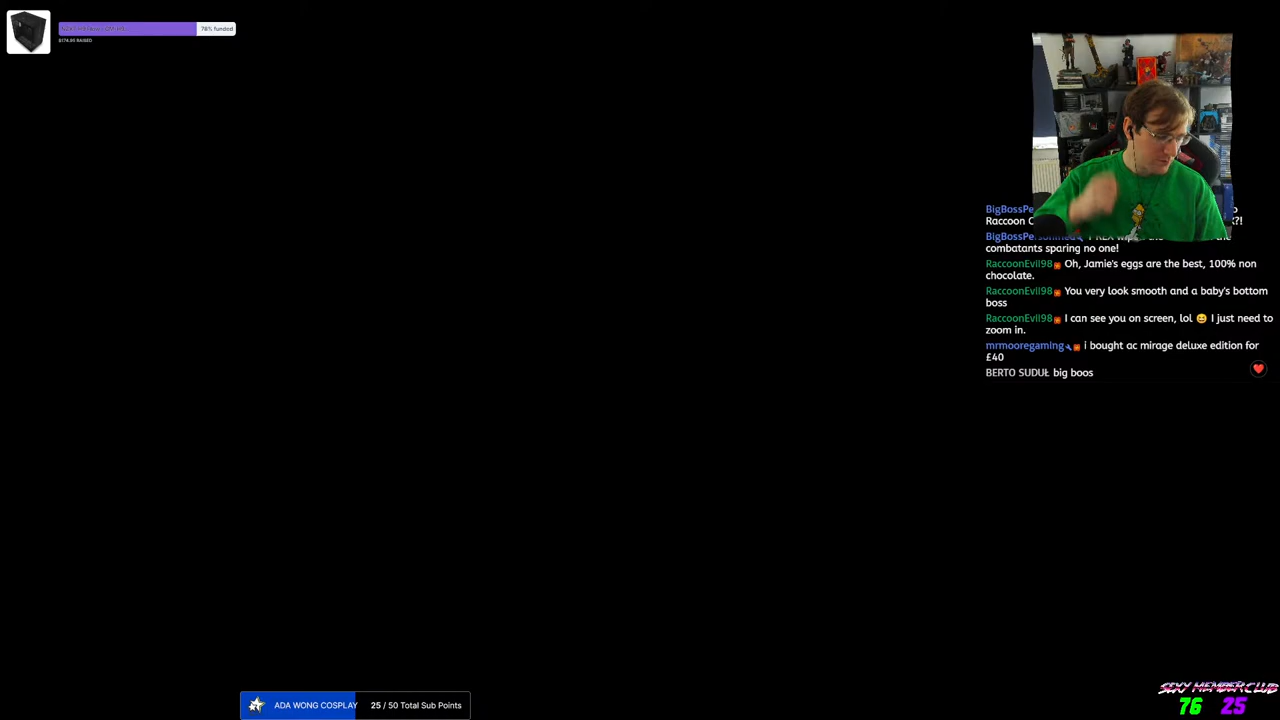 78% funded
$174.95 RAISED
BigBossPe
Raccoon C
combatants sparing no one!
RaccoonEvil98 Oh, Jamie's eggs are the best, 100% non
chocolate.
RaccoonEvil98 You very look smooth and a baby's bottom
boss
RaccoonEvil98 I can see you on screen, lol 😆 I just need to
zoom in.
mrmooregaming i bought ac mirage deluxe edition for
£40
BERTO SUDUŁ big boos
ADA WONG COSPLAY 25 / 50 Total Sub Points
SEXY MEMBER CLUB
76 25